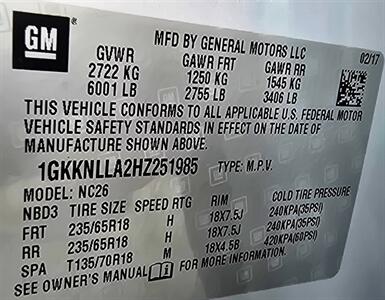 GM
MFD BY GENERAL MOTORS LLC 02/17
GVWR GAWR FRT GAWR RR
2722 KG 1250 KG 1545 KG
6001 LB 2755 LB 3406 LB
THIS VEHICLE CONFORMS TO ALL APPLICABLE U.S. FEDERAL MOTOR
VEHICLE SAFETY STANDARDS IN EFFECT ON THE DATE OF
MANUFACTURE SHOWN ABOVE.
1GKKNLLA2HZ251985 TYPE: M.P.V.
MODEL: NC26
NBD3 TIRE SIZE SPEED RTG RIM COLD TIRE PRESSURE
FRT 235/65R18 H 18X7.5J 240KPA(35PSI)
RR 235/65R18 H 18X7.5J 240KPA(35PSI)
SPA T135/70R18 M 18X4.5B 420KPA(60PSI)
SEE OWNER'S MANUAL FOR MORE INFORMATION.